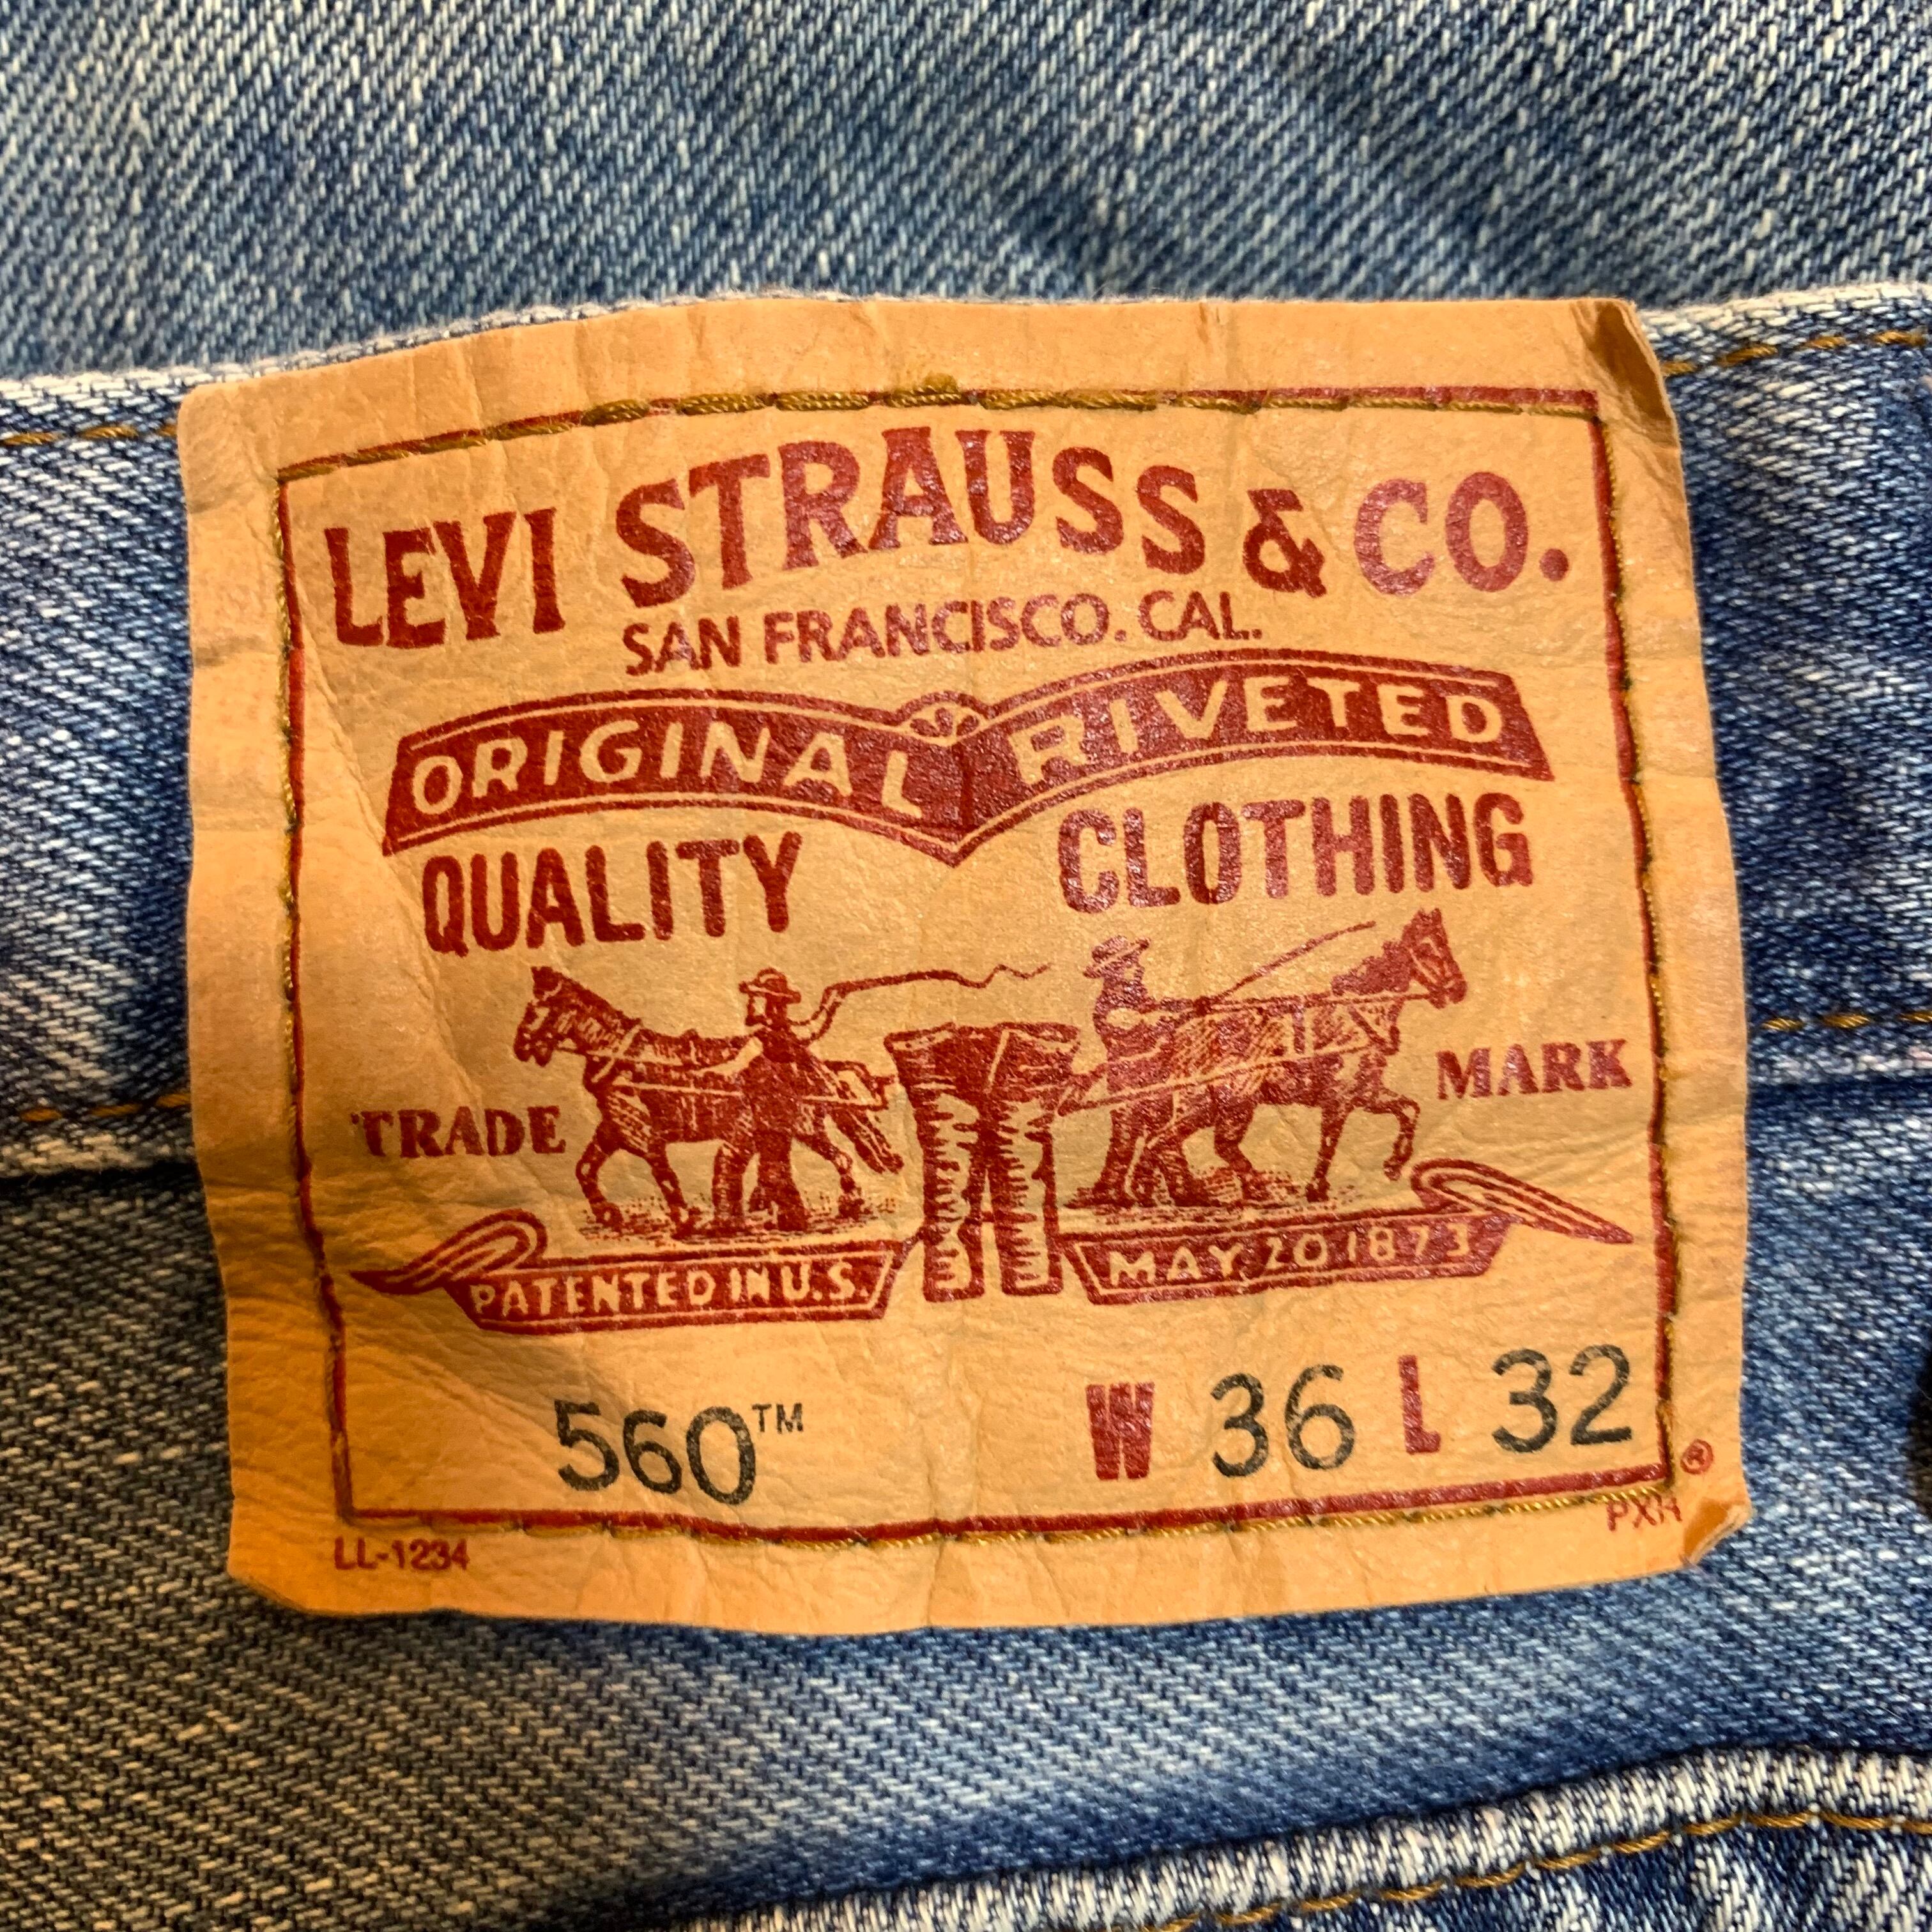 LEVI STRAUSS & CO.
SAN FRANCISCO. CAL.
ORIGINAL RIVETED
QUALITY CLOTHING
TRADE MARK
PATENTED IN U.S. MAY 20 1873
560™ W 36 L 32
®
LL-1234